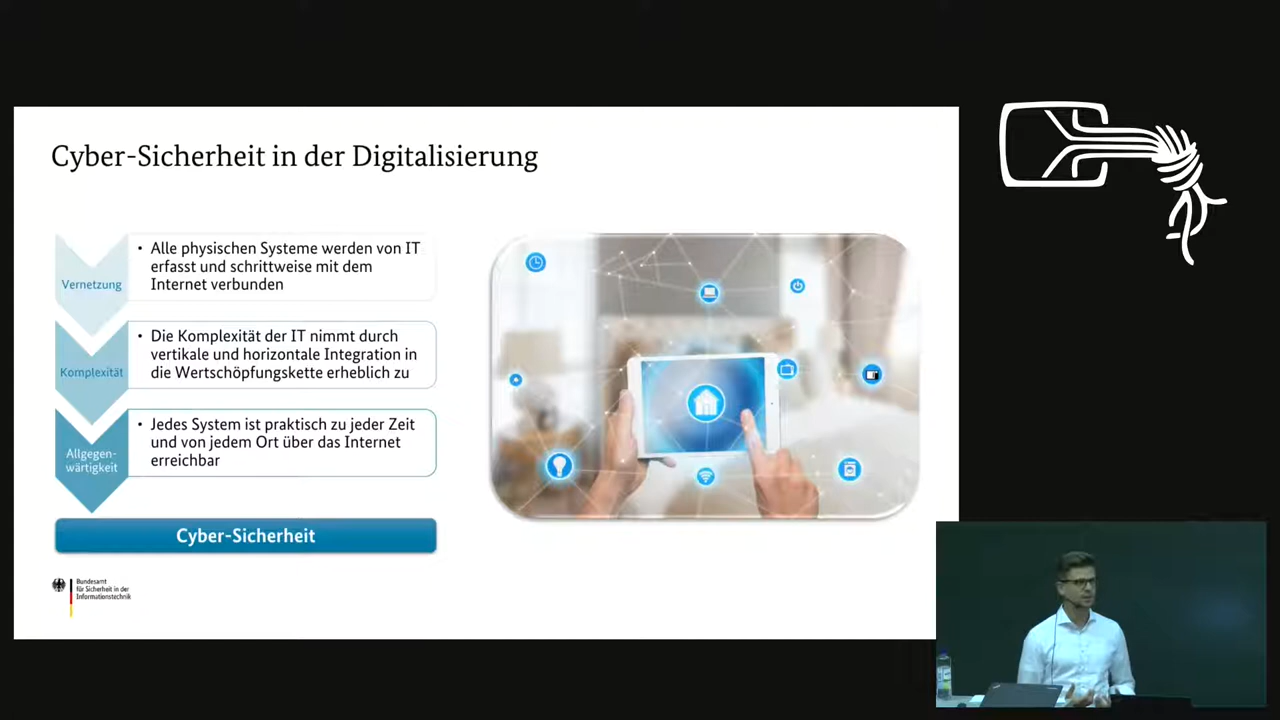 Cyber-Sicherheit in der Digitalisierung
Vernetzung
• Alle physischen Systeme werden von IT
erfasst und schrittweise mit dem
Internet verbunden
Komplexität
• Die Komplexität der IT nimmt durch
vertikale und horizontale Integration in
die Wertschöpfungskette erheblich zu
Allgegen-
wärtigkeit
• Jedes System ist praktisch zu jeder Zeit
und von jedem Ort über das Internet
erreichbar
Cyber-Sicherheit
Bundesamt
für Sicherheit in der
Informationstechnik